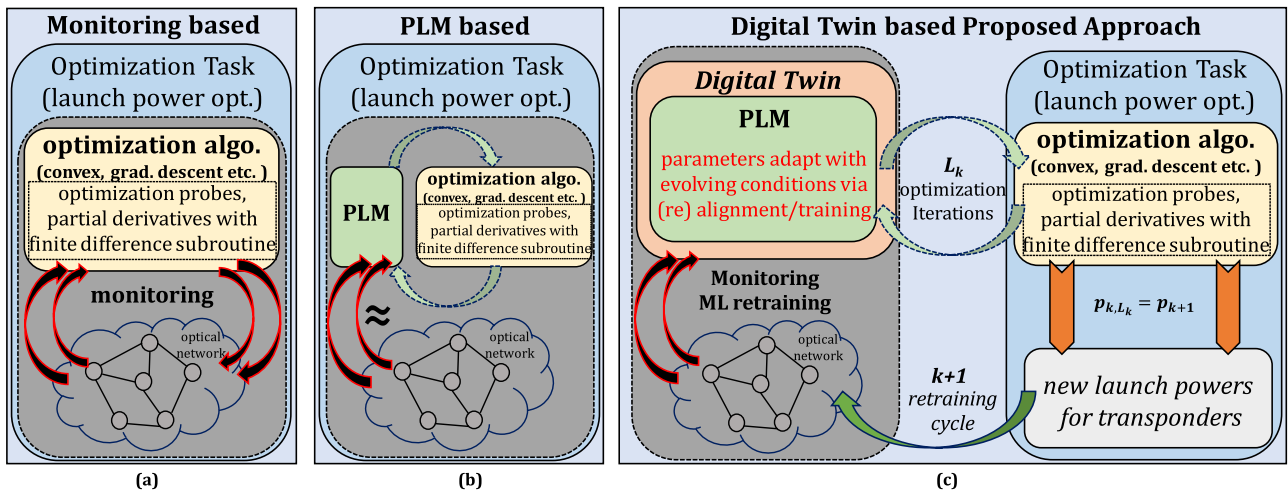 Monitoring based
Optimization Task
(launch power opt.)
optimization algo.
(convex, grad. descent etc. )
optimization probes,
partial derivatives with
finite difference subroutine
monitoring
optical
network
(a)
PLM based
Optimization Task
(launch power opt.)
PLM
optimization algo.
(convex, grad. descent etc. )
optimization probes,
partial derivatives with
finite difference subroutine
≈
optical
network
(b)
Digital Twin based Proposed Approach
Digital Twin
PLM
parameters adapt with
evolving conditions via
(re) alignment/training
Monitoring
ML retraining
optical
network
L_k
optimization
Iterations
k+1
retraining
cycle
Optimization Task
(launch power opt.)
optimization algo.
(convex, grad. descent etc. )
optimization probes,
partial derivatives with
finite difference subroutine
p_{k,L_k} = p_{k+1}
new launch powers
for transponders
(c)